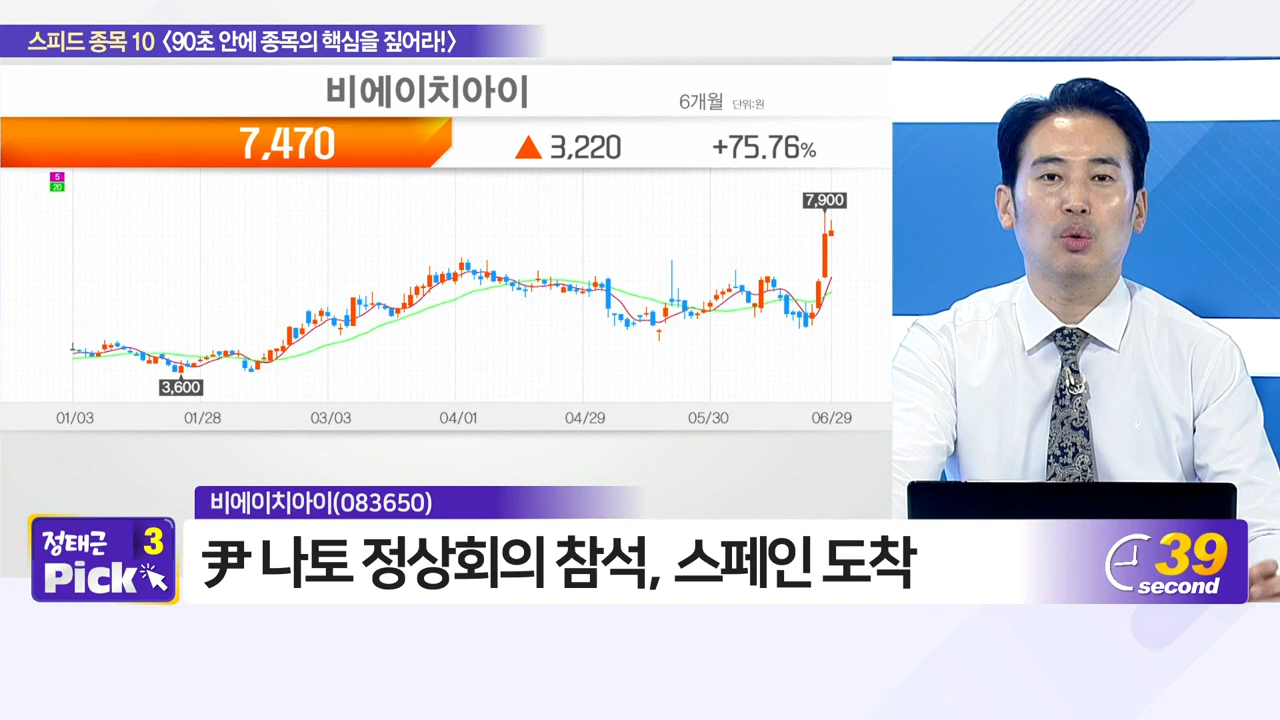 스피드 종목 10 〈90초 안에 종목의 핵심을 짚어라!〉
비에이치아이
6개월 단위:원
7,470 ▲ 3,220 +75.76%
5
20
7,900
3,600
01/03 01/28 03/03 04/01 04/29 05/30 06/29
비에이치아이(083650)
정태근 3
Pick
尹 나토 정상회의 참석, 스페인 도착
39
second